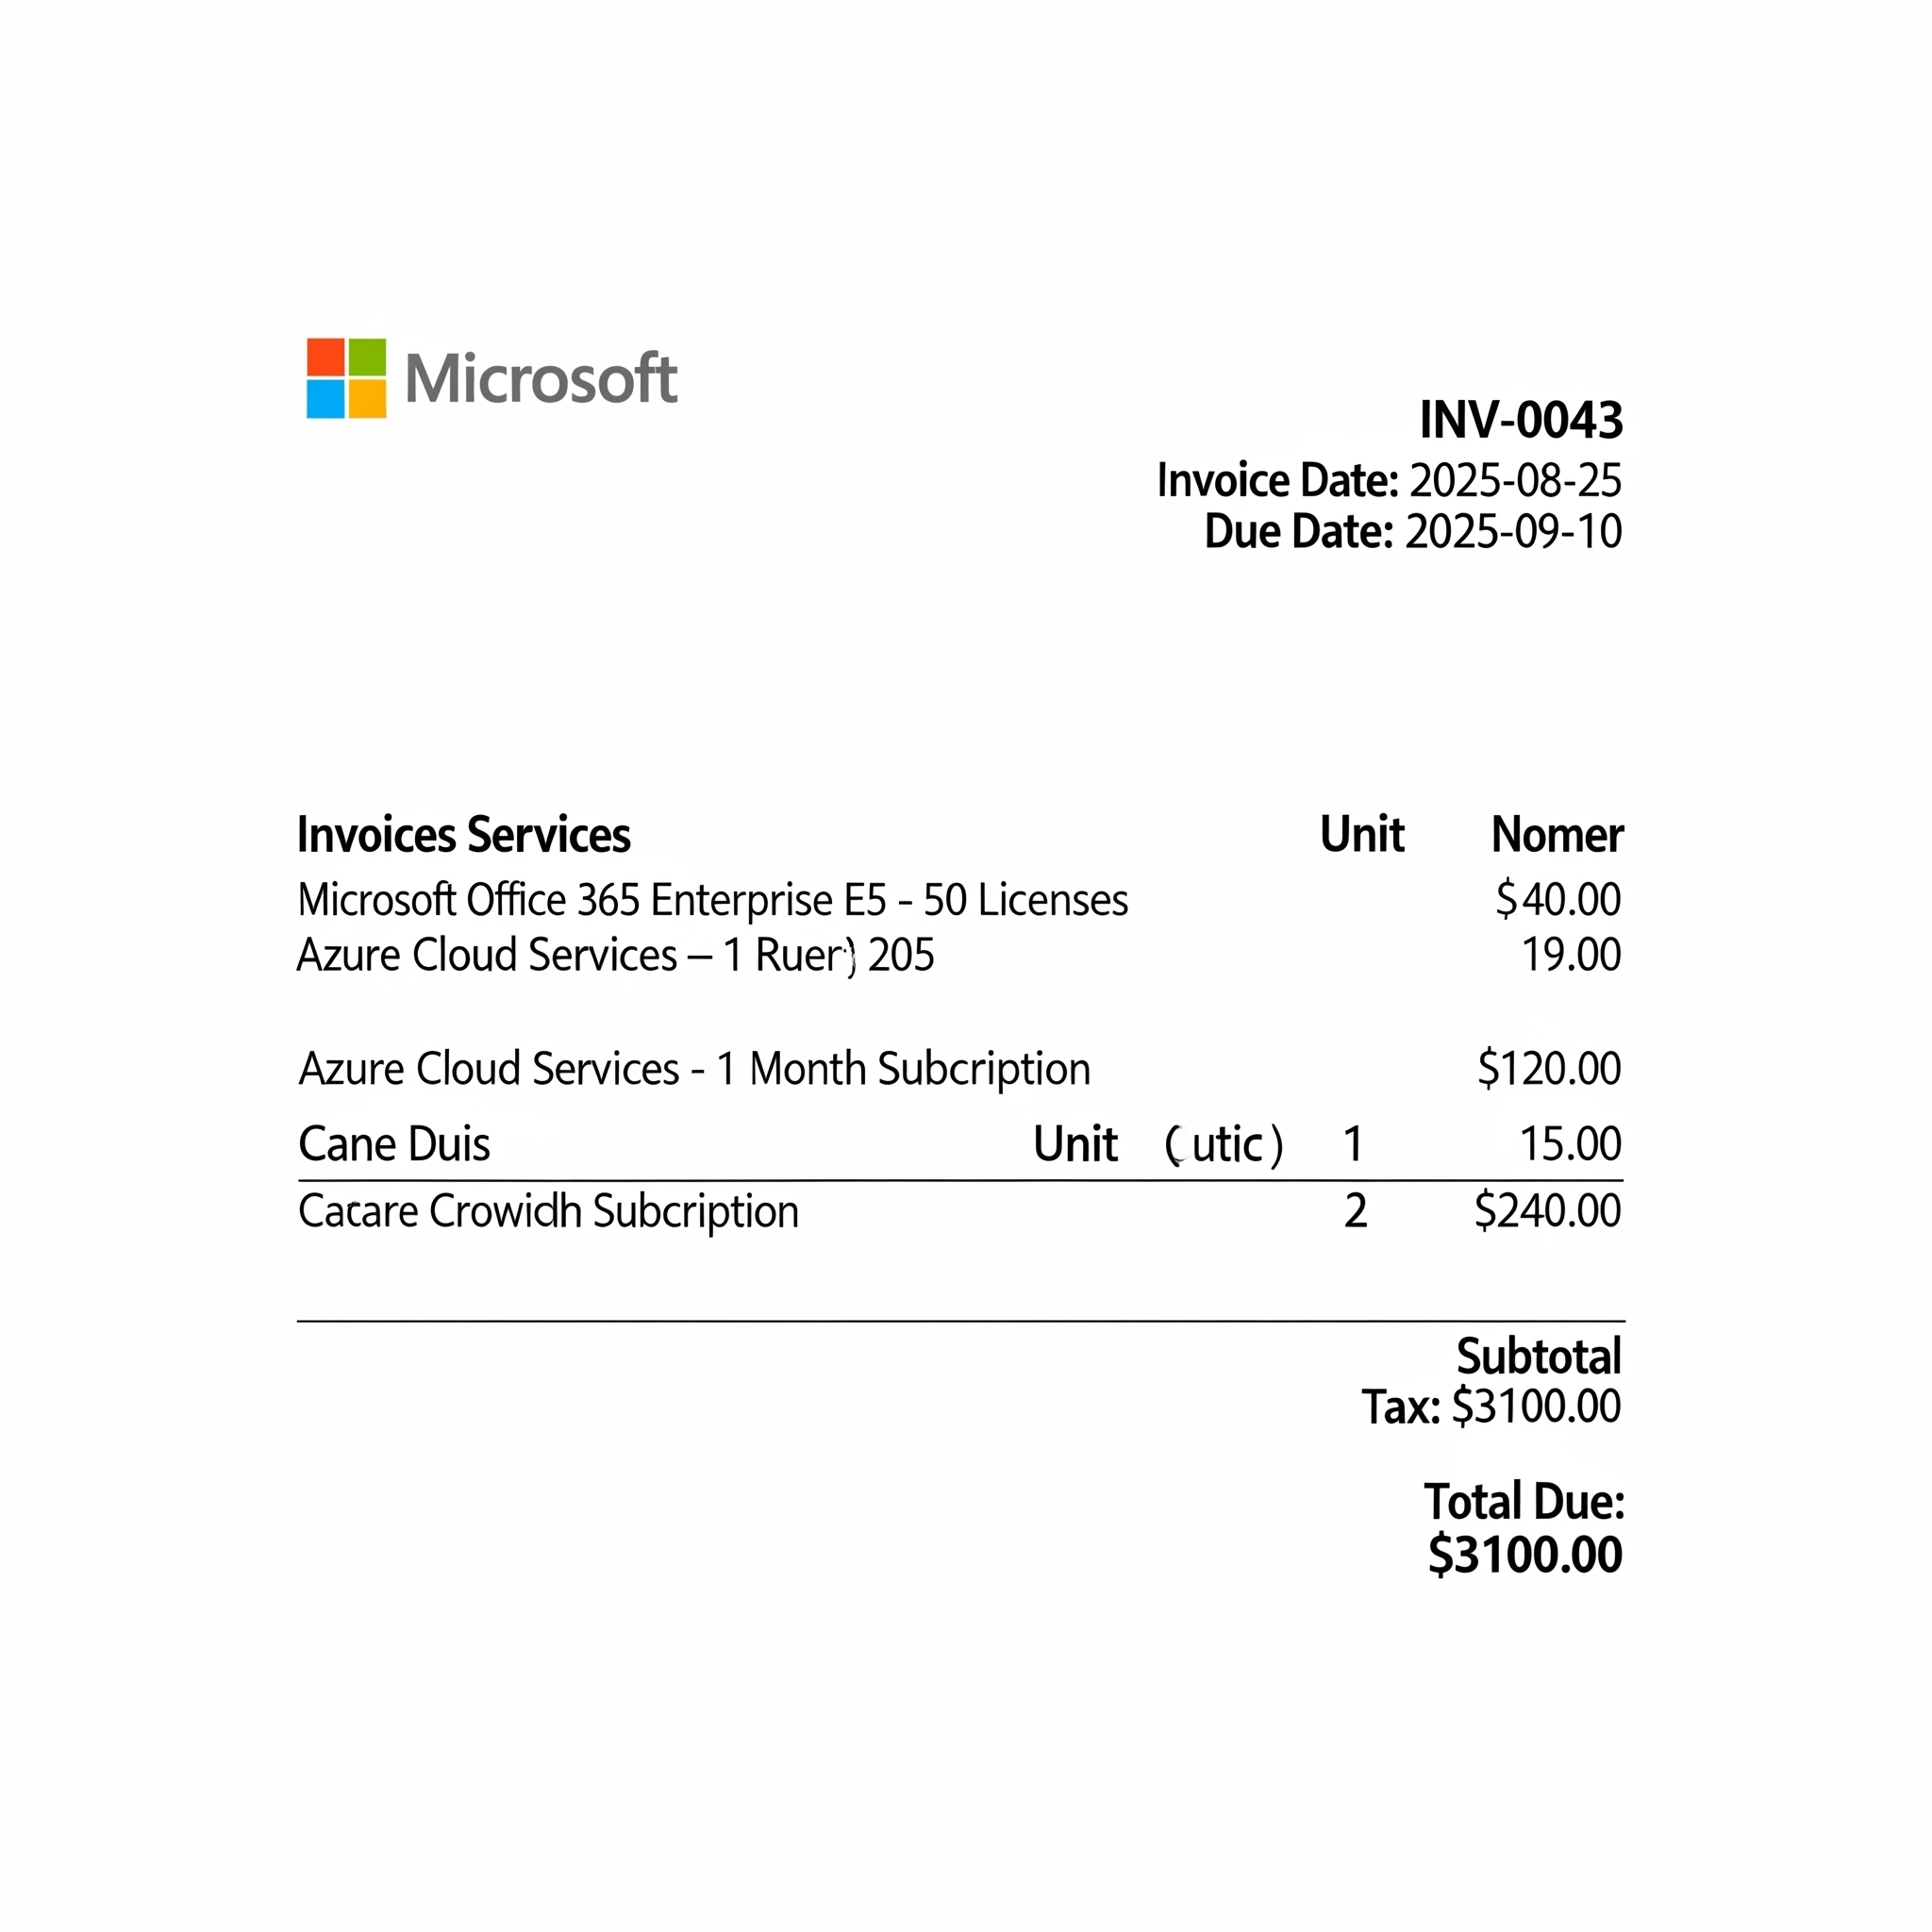 Microsoft
INV-0043
Invoice Date: 2025-08-25
Due Date: 2025-09-10
Invoices Services Unit Nomer
Microsoft Office 365 Enterprise E5 - 50 Licenses $40.00
Azure Cloud Services – 1 205 19.00
Azure Cloud Services - 1 Month Subcription $120.00
Cane Duis Unit 1 15.00
Cacare Crowidh Subcription 2 $240.00
Subtotal
Tax: $3100.00
Total Due:
$3100.00